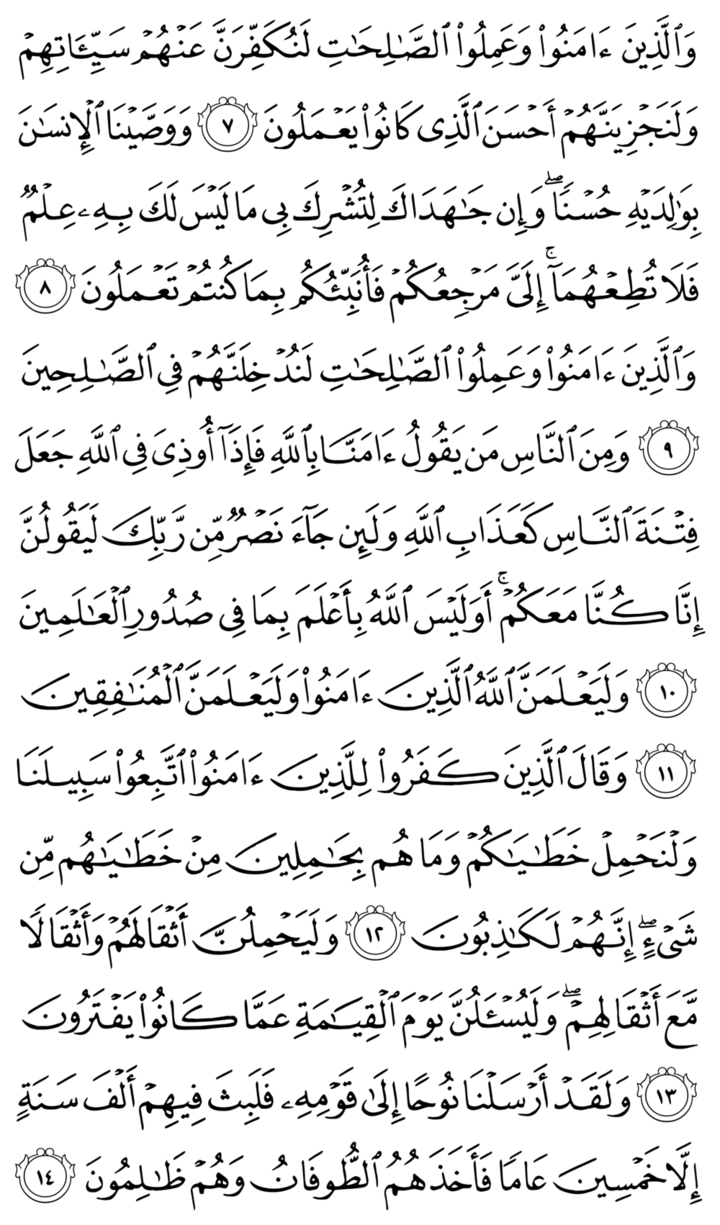 وَٱلَّذِينَ ءَامَنُوا۟ وَعَمِلُوا۟ ٱلصَّـٰلِحَـٰتِ لَنُكَفِّرَنَّ عَنْهُمْ سَيِّـَٔاتِهِمْ
وَلَنَجْزِيَنَّهُمْ أَحْسَنَ ٱلَّذِى كَانُوا۟ يَعْمَلُونَ ٧ وَوَصَّيْنَا ٱلْإِنسَـٰنَ
بِوَٰلِدَيْهِ حُسْنًا ۖ وَإِن جَـٰهَدَاكَ لِتُشْرِكَ بِى مَا لَيْسَ لَكَ بِهِۦ عِلْمٌ
فَلَا تُطِعْهُمَآ ۚ إِلَىَّ مَرْجِعُكُمْ فَأُنَبِّئُكُم بِمَا كُنتُمْ تَعْمَلُونَ ٨
وَٱلَّذِينَ ءَامَنُوا۟ وَعَمِلُوا۟ ٱلصَّـٰلِحَـٰتِ لَنُدْخِلَنَّهُمْ فِى ٱلصَّـٰلِحِينَ
٩ وَمِنَ ٱلنَّاسِ مَن يَقُولُ ءَامَنَّا بِٱللَّهِ فَإِذَآ أُوذِىَ فِى ٱللَّهِ جَعَلَ
فِتْنَةَ ٱلنَّاسِ كَعَذَابِ ٱللَّهِ وَلَئِن جَآءَ نَصْرٌ مِّن رَّبِّكَ لَيَقُولُنَّ
إِنَّا كُنَّا مَعَكُمْ ۚ أَوَلَيْسَ ٱللَّهُ بِأَعْلَمَ بِمَا فِى صُدُورِ ٱلْعَـٰلَمِينَ
١٠ وَلَيَعْلَمَنَّ ٱللَّهُ ٱلَّذِينَ ءَامَنُوا۟ وَلَيَعْلَمَنَّ ٱلْمُنَـٰفِقِينَ
١١ وَقَالَ ٱلَّذِينَ كَفَرُوا۟ لِلَّذِينَ ءَامَنُوا۟ ٱتَّبِعُوا۟ سَبِيلَنَا
وَلْنَحْمِلْ خَطَـٰيَـٰكُمْ وَمَا هُم بِحَـٰمِلِينَ مِنْ خَطَـٰيَـٰهُم مِّن
شَىْءٍ ۖ إِنَّهُمْ لَكَـٰذِبُونَ ١٢ وَلَيَحْمِلُنَّ أَثْقَالَهُمْ وَأَثْقَالًا
مَّعَ أَثْقَالِهِمْ ۖ وَلَيُسْـَٔلُنَّ يَوْمَ ٱلْقِيَـٰمَةِ عَمَّا كَانُوا۟ يَفْتَرُونَ
١٣ وَلَقَدْ أَرْسَلْنَا نُوحًا إِلَىٰ قَوْمِهِۦ فَلَبِثَ فِيهِمْ أَلْفَ سَنَةٍ
إِلَّا خَمْسِينَ عَامًا فَأَخَذَهُمُ ٱلطُّوفَانُ وَهُمْ ظَـٰلِمُونَ ١٤